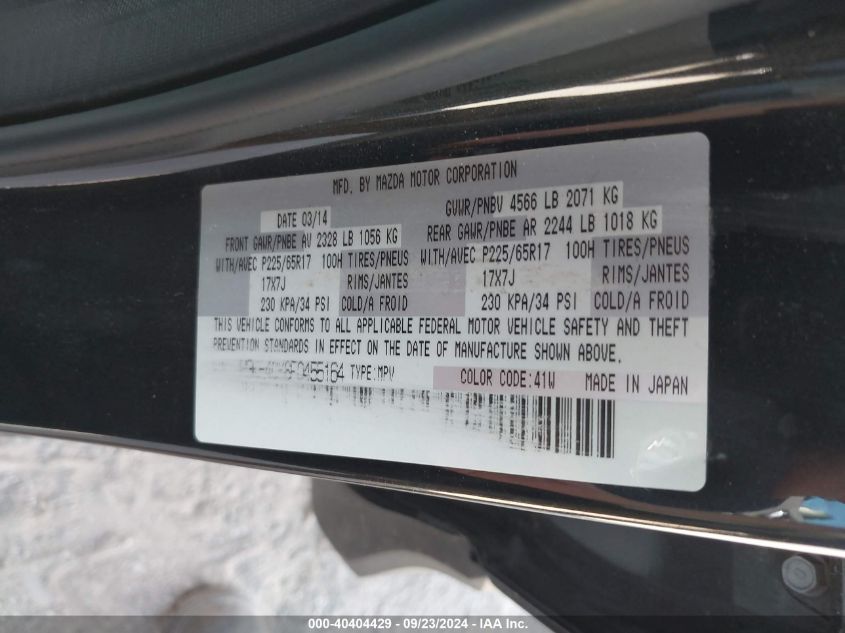 MFD. BY MAZDA MOTOR CORPORATION
DATE 03/14 GVWR/PNBV 4566 LB 2071 KG
FRONT GAWR/PNBE AV 2328 LB 1056 KG REAR GAWR/PNBE AR 2244 LB 1018 KG
WITH/AVEC P225/65R17 100H TIRES/PNEUS WITH/AVEC P225/65R17 100H TIRES/PNEUS
17X7J RIMS/JANTES 17X7J RIMS/JANTES
230 KPA/34 PSI COLD/A FROID 230 KPA/34 PSI COLD/A FROID
THIS VEHICLE CONFORMS TO ALL APPLICABLE FEDERAL MOTOR VEHICLE SAFETY AND THEFT
PREVENTION STANDARDS IN EFFECT ON THE DATE OF MANUFACTURE SHOWN ABOVE.
TYPE:MPV COLOR CODE:41W MADE IN JAPAN
000-40404429 - 09/23/2024 - IAA Inc.